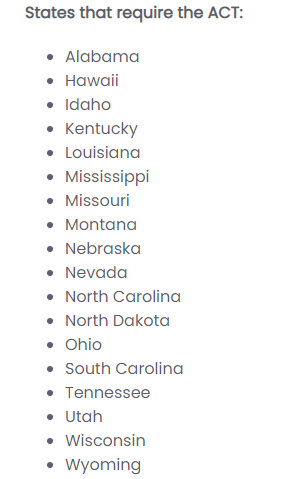 States that require the ACT:
• Alabama
• Hawaii
• Idaho
• Kentucky
• Louisiana
• Mississippi
• Missouri
• Montana
• Nebraska
• Nevada
• North Carolina
• North Dakota
• Ohio
• South Carolina
• Tennessee
• Utah
• Wisconsin
• Wyoming